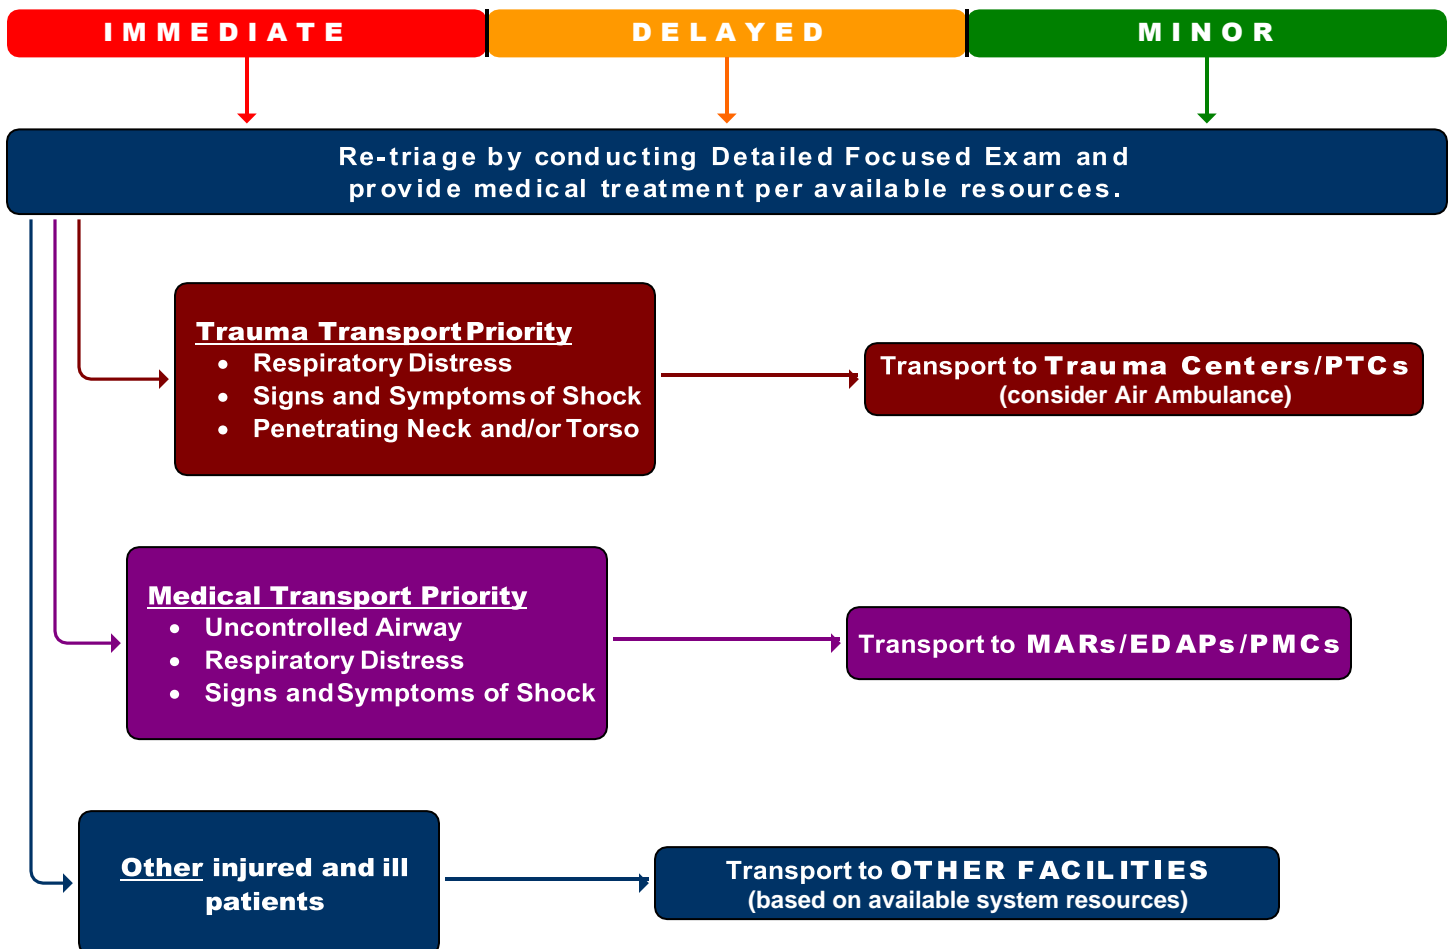 IMMEDIATE
DELAYED
MINOR
Re-triage by conducting Detailed Focused Exam and
provide medical treatment per available resources.
Trauma Transport Priority
• Respiratory Distress
• Signs and Symptoms of Shock
• Penetrating Neck and/or Torso
Transport to Trauma Centers/PTCs
(consider Air Ambulance)
Medical Transport Priority
• Uncontrolled Airway
• Respiratory Distress
• Signs and Symptoms of Shock
Transport to MARs/EDAPs/PMCs
Other injured and ill
patients
Transport to OTHER FACILITIES
(based on available system resources)